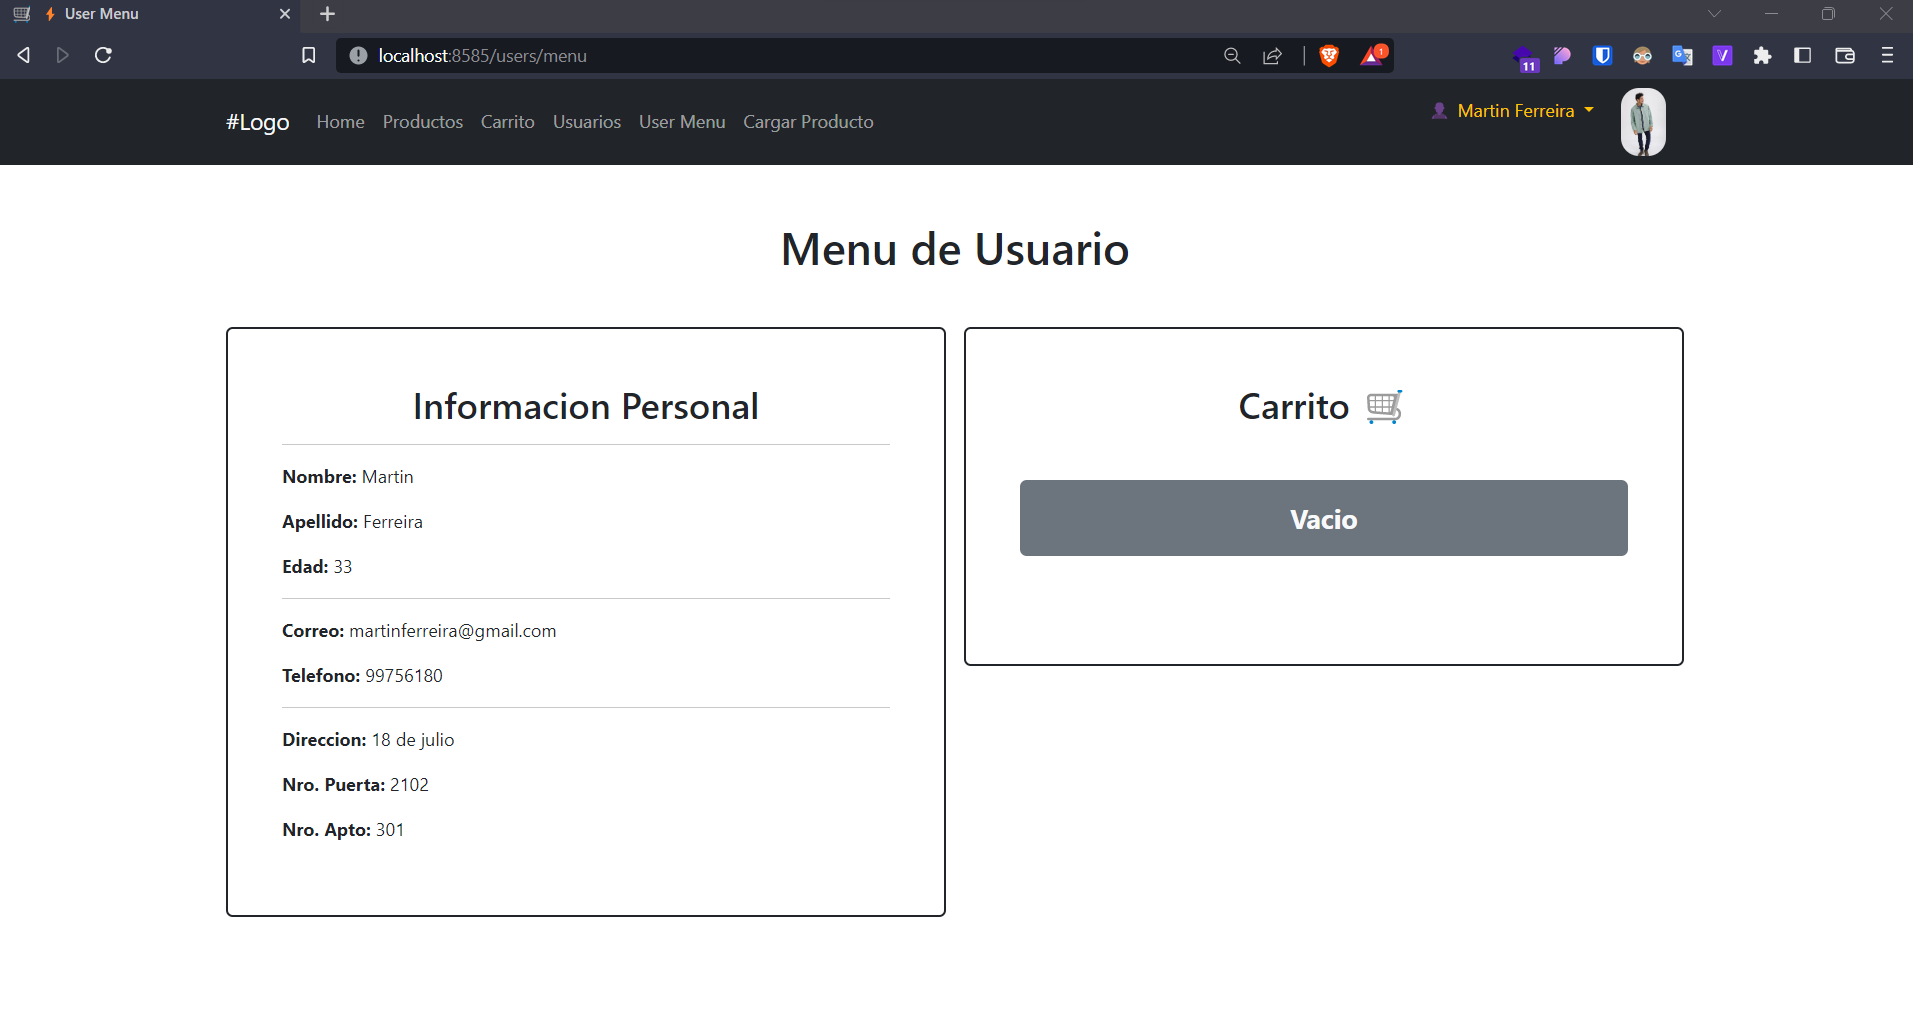 User Menu
localhost:8585/users/menu
1
11
V
#Logo Home Productos Carrito Usuarios User Menu Cargar Producto Martin Ferreira
Menu de Usuario
Informacion Personal
Nombre: Martin
Apellido: Ferreira
Edad: 33
Correo: martinferreira@gmail.com
Telefono: 99756180
Direccion: 18 de julio
Nro. Puerta: 2102
Nro. Apto: 301
Carrito
Vacio